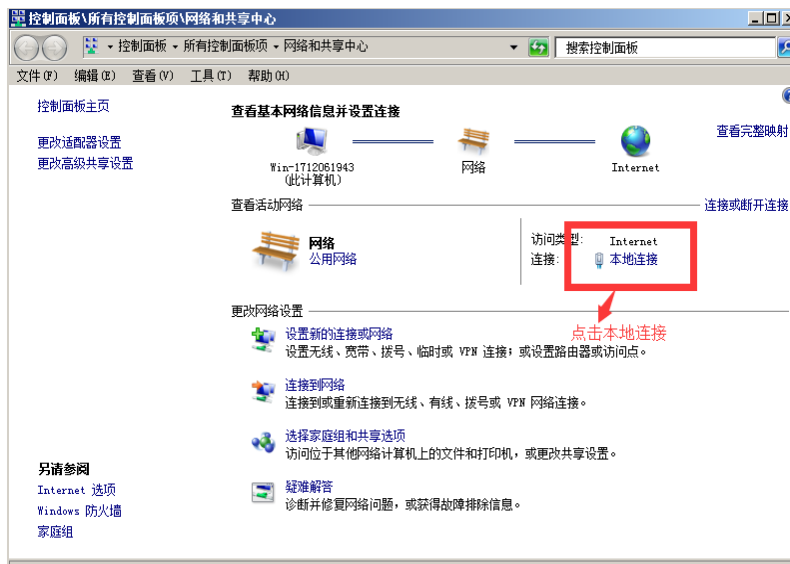 控制面板\所有控制面板项\网络和共享中心
控制面板 所有控制面板项 网络和共享中心 搜索控制面板
文件(F) 编辑(E) 查看(V) 工具(T) 帮助(H)
控制面板主页
更改适配器设置
更改高级共享设置
查看基本网络信息并设置连接
查看完整映射
Win-1712061943 网络 Internet
(此计算机)
查看活动网络 连接或断开连接
网络
公用网络
访问类型: Internet
连接: 本地连接
点击本地连接
更改网络设置
设置新的连接或网络
设置无线、宽带、拨号、临时或 VPN 连接;或设置路由器或访问点。
连接到网络
连接到或重新连接到无线、有线、拨号或 VPN 网络连接。
选择家庭组和共享选项
访问位于其他网络计算机上的文件和打印机,或更改共享设置。
疑难解答
诊断并修复网络问题,或获得故障排除信息。
另请参阅
Internet 选项
Windows 防火墙
家庭组